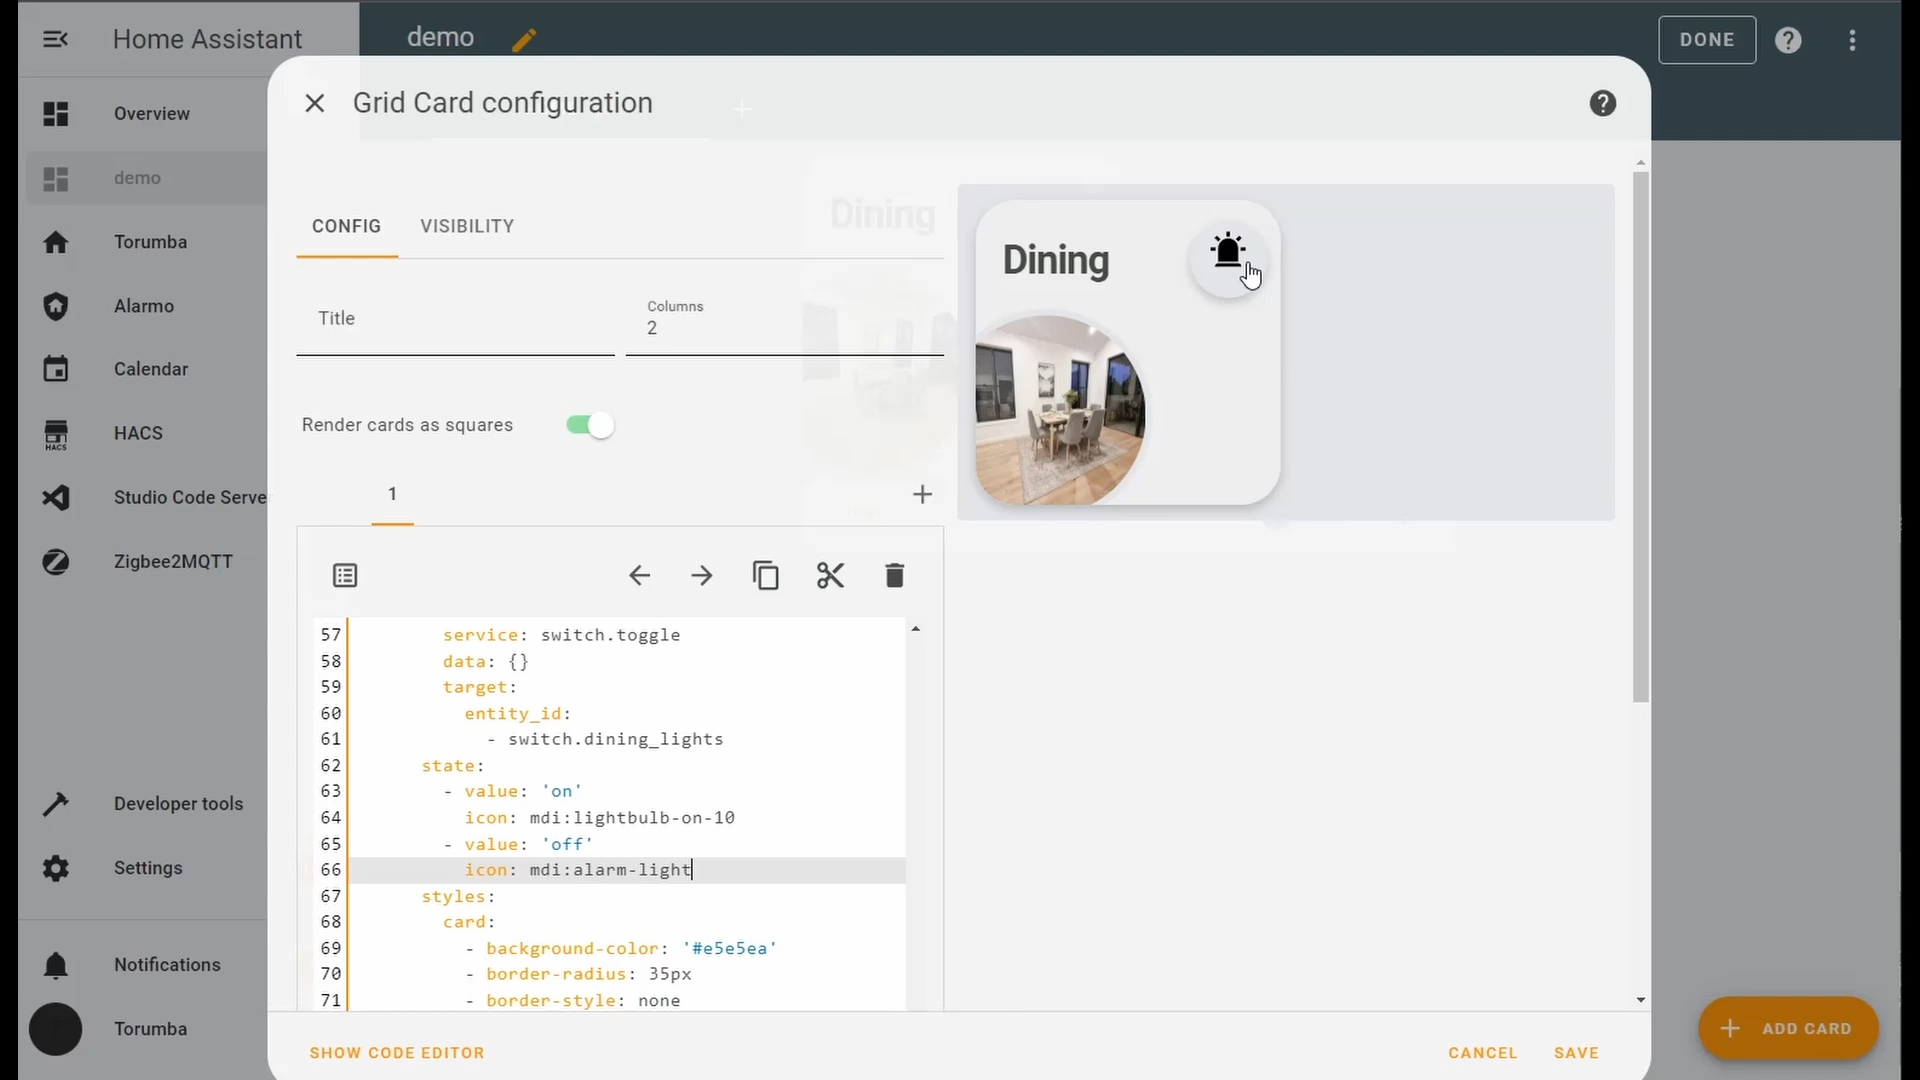 Home Assistant
demo
DONE
Overview
demo
Torumba
Alarmo
Calendar
HACS
HACS
Studio Code Serve
Zigbee2MQTT
Developer tools
Settings
Notifications
Torumba
Grid Card configuration
CONFIG
VISIBILITY
Title
Columns
2
Render cards as squares
1
57 service: switch.toggle
58 data: {}
59 target:
60 entity_id:
61 - switch.dining_lights
62 state:
63 - value: 'on'
64 icon: mdi:lightbulb-on-10
65 - value: 'off'
66 icon: mdi:alarm-light
67 styles:
68 card:
69 - background-color: '#e5e5ea'
70 - border-radius: 35px
71 - border-style: none
Dining
Dining
SHOW CODE EDITOR
CANCEL
SAVE
ADD CARD